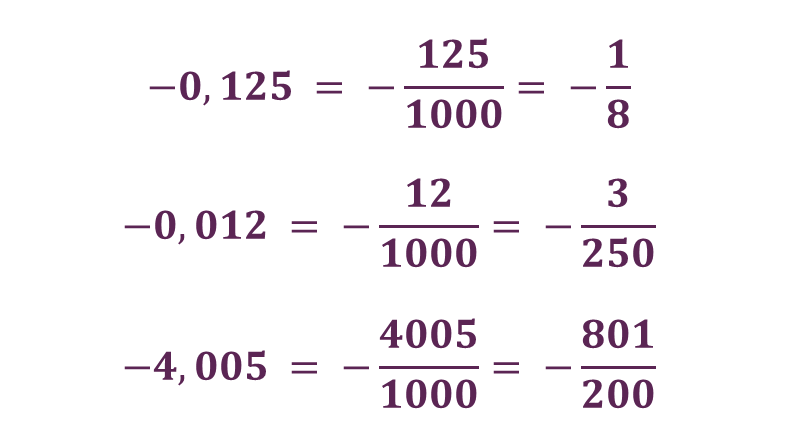 −0, 125 = −125/1000 = −1/8
−0, 012 = −12/1000 = −3/250
−4, 005 = −4005/1000 = −801/200